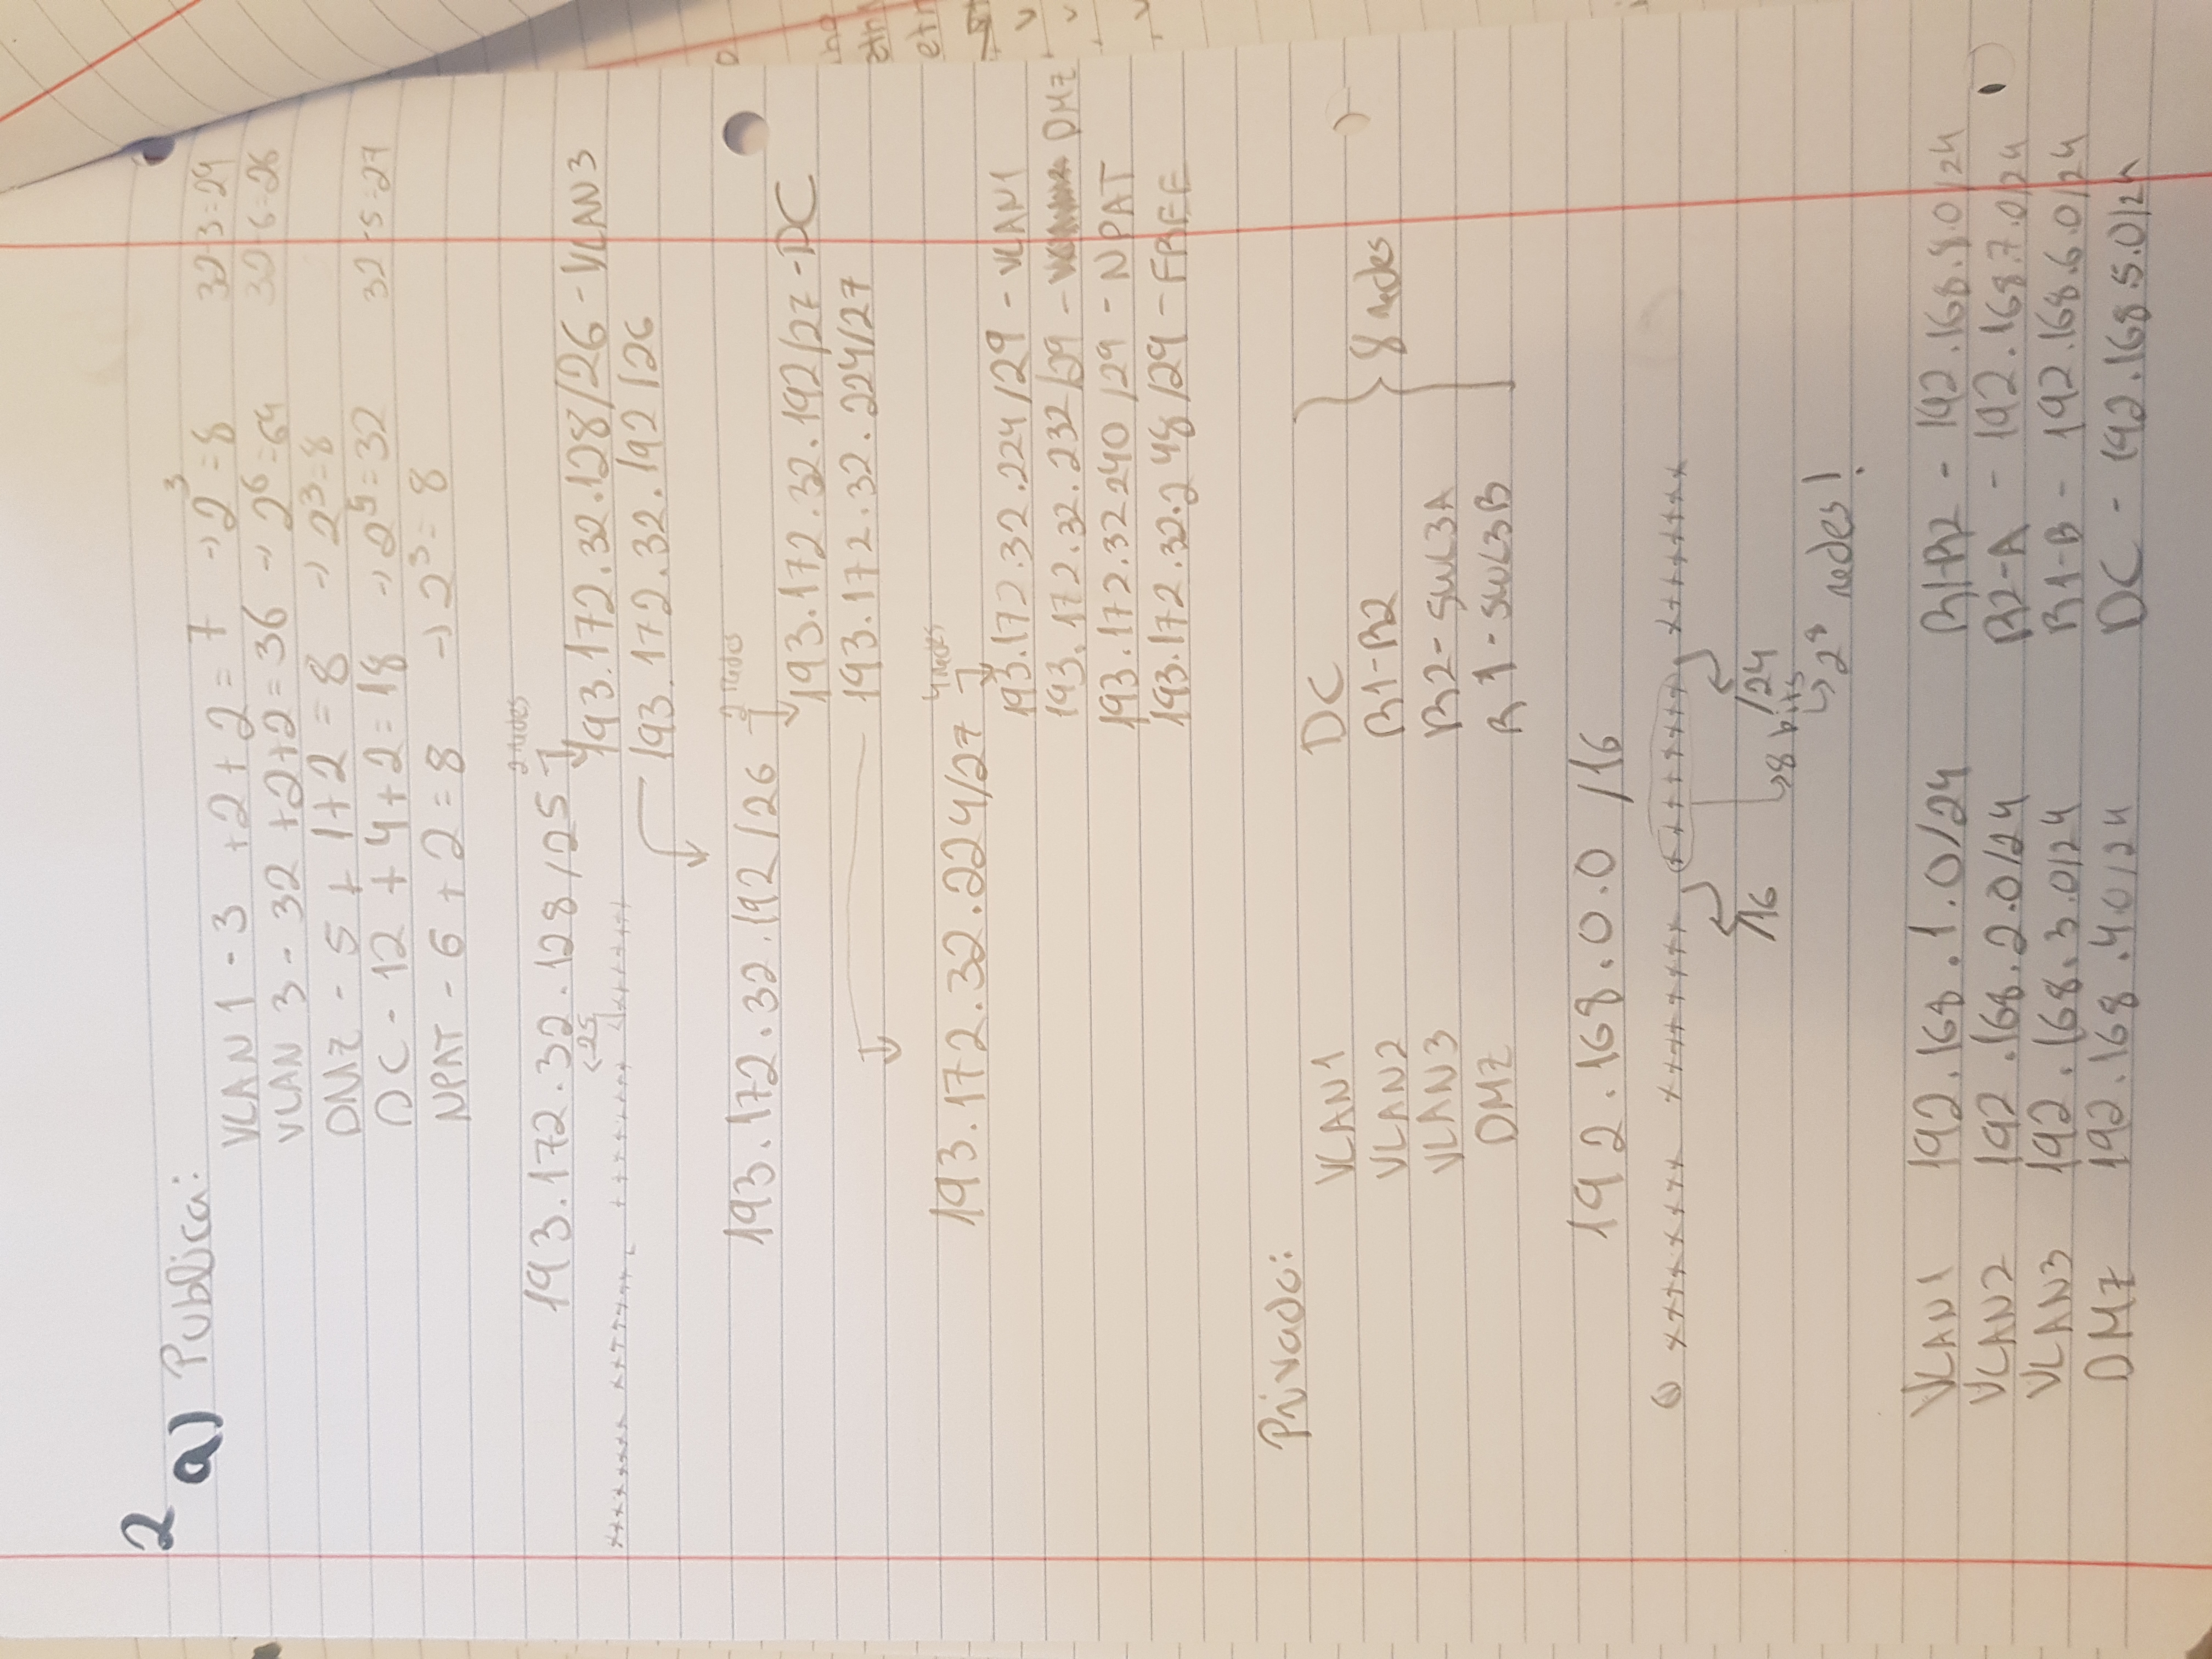 2
a) Publica:
VLAN 1 - 3 + 2 + 2 = 7 → 2^3 = 8 32-3=29
VLAN 3 - 32 + 2 + 2 = 36 → 2^6 = 64 32-6=26
DMZ - 5 + 1 + 2 = 8 → 2^3 = 8
DC - 12 + 4 + 2 = 18 → 2^5 = 32 32-5=27
NPAT - 6 + 2 = 8 → 2^3 = 8
2 redes
193.172.32.128/25
<25
193.172.32.128/26 - VLAN3
193.172.32.192/26
2 redes
193.172.32.192/26
193.172.32.192/27 - DC
193.172.32.224/27
4 redes
193.172.32.224/27
193.172.32.224/29 - VLAN1
193.172.32.232/29 - DMZ
193.172.32 240 /29 - NPAT
193.172.32.248/29 - FREE
Privado:
VLAN1 DC
VLAN2 R1-R2
VLAN3 R2-SWL3A
DMZ R1-SWL3B
8 redes
192.168.0.0 /16
xxxxxxxx xxxxxxxx xxxxxxxx xxxxxxxx
/16 /24
↳ 8 bits
↳ 2^8 redes!
VLAN1 192.168.1.0/24 R1-R2 - 192.168.8.0/24
VLAN2 192.168.2.0/24 R2-A - 192.168.7.0/24
VLAN3 192.168.3.0/24 R1-B - 192.168.6.0/24
DMZ 192.168.4.0/24 DC - 192.168.5.0/24